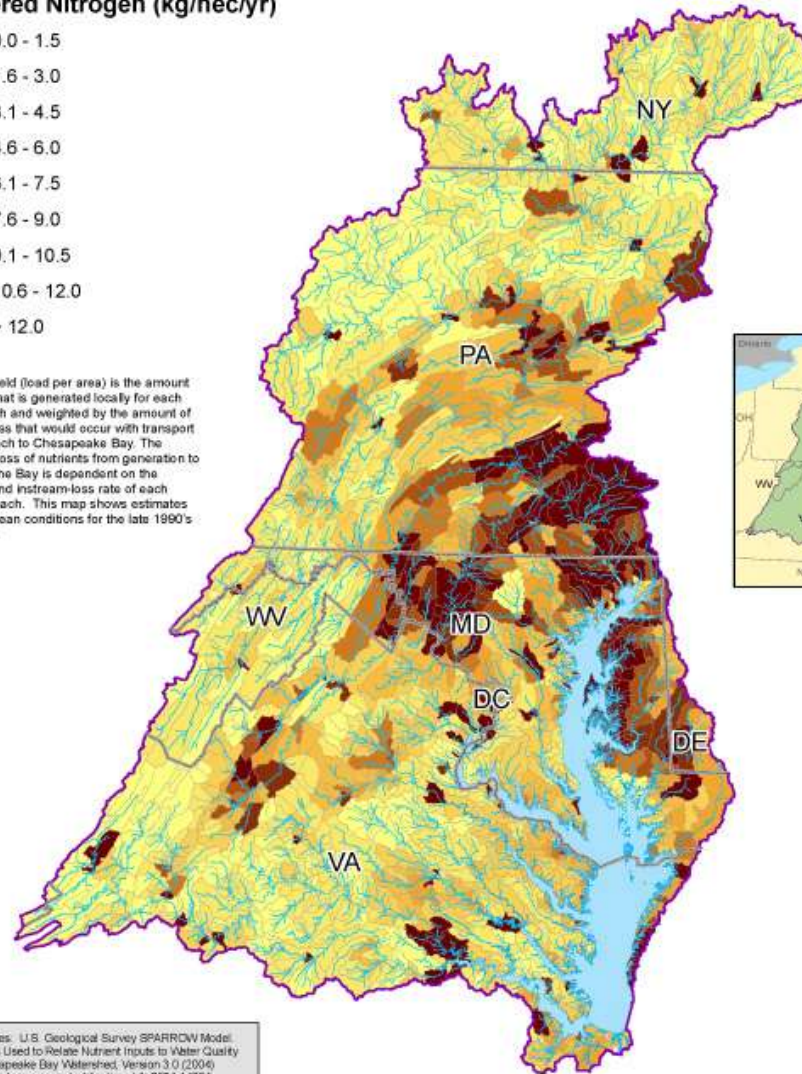 ered Nitrogen (kg/hec/yr)
.0 - 1.5
.6 - 3.0
.1 - 4.5
.6 - 6.0
.1 - 7.5
.6 - 9.0
.1 - 10.5
0.6 - 12.0
12.0
eld (load per area) is the amount
hat is generated locally for each
h and weighted by the amount of
es that would occur with transport
ch to Chesapeake Bay. The
oss of nutrients from generation to
he Bay is dependent on the
nd instream-loss rate of each
ach. This map shows estimates
ean conditions for the late 1990's
NY
PA
WV
MD
DC
DE
VA
Ontario
OH
WV
N
es: U.S. Geological Survey SPARROW Model.
s Used to Relate Nutrient Inputs to Water Quality
apeake Bay Watershed, Version 3.0 (2004)